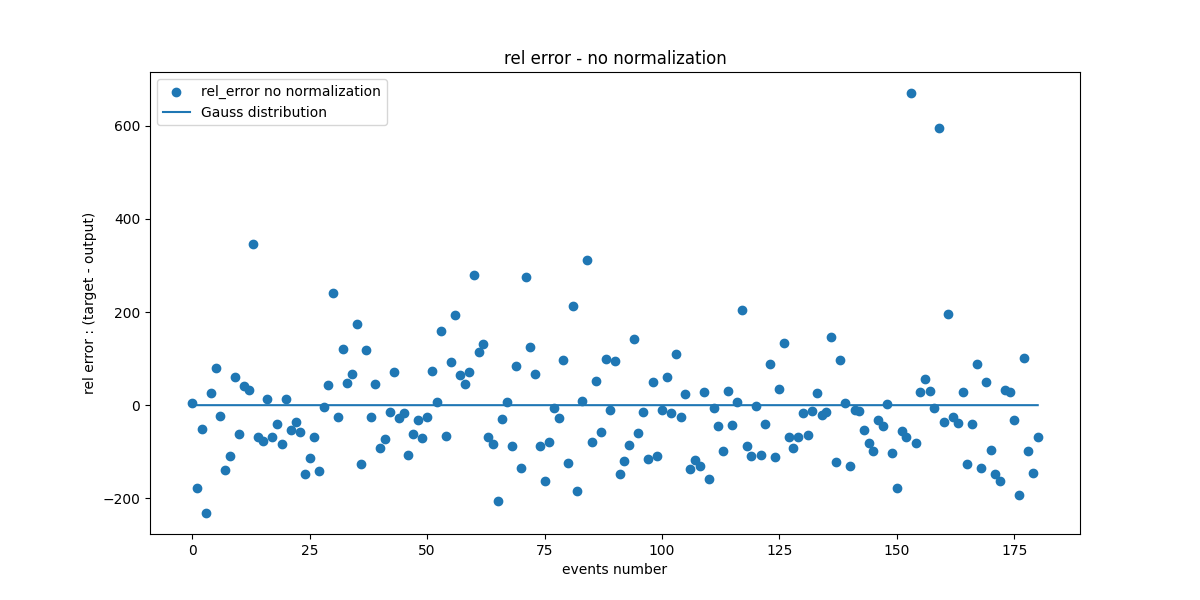 rel error - no normalization
rel_error no normalization
Gauss distribution
600
400
200
0
−200
rel error : (target - output)
0
25
50
75
100
125
150
175
events number